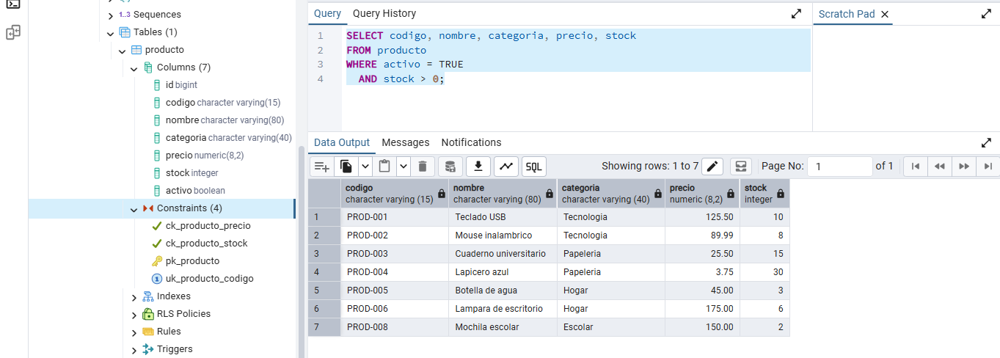 1..3 Sequences
Tables (1)
producto
Columns (7)
id bigint
codigo character varying(15)
nombre character varying(80)
categoria character varying(40)
precio numeric(8,2)
stock integer
activo boolean
Constraints (4)
ck_producto_precio
ck_producto_stock
pk_producto
uk_producto_codigo
Indexes
RLS Policies
Rules
Triggers
Query Query History
Scratch Pad
1 SELECT codigo, nombre, categoria, precio, stock
2 FROM producto
3 WHERE activo = TRUE
4 AND stock > 0;
Data Output Messages Notifications
SQL Showing rows: 1 to 7 Page No: 1 of 1
codigo nombre categoria precio stock
character varying (15) character varying (80) character varying (40) numeric (8,2) integer
1 PROD-001 Teclado USB Tecnologia 125.50 10
2 PROD-002 Mouse inalambrico Tecnologia 89.99 8
3 PROD-003 Cuaderno universitario Papeleria 25.50 15
4 PROD-004 Lapicero azul Papeleria 3.75 30
5 PROD-005 Botella de agua Hogar 45.00 3
6 PROD-006 Lampara de escritorio Hogar 175.00 6
7 PROD-008 Mochila escolar Escolar 150.00 2